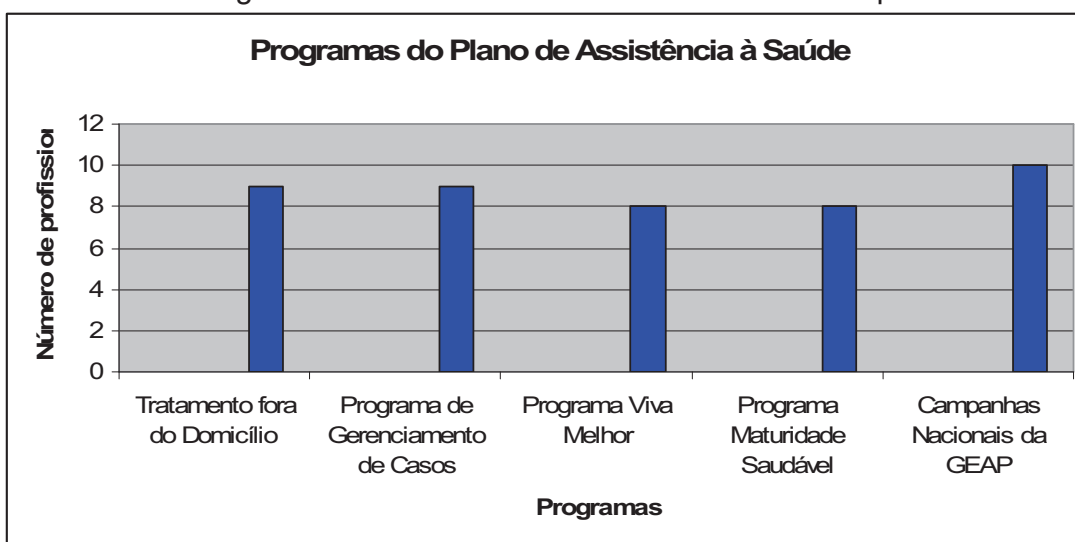 Programas do Plano de Assistência à Saúde
Número de profission
12
10
8
6
4
2
0
Tratamento fora
do Domicílio
Programa de
Gerenciamento
de Casos
Programa Viva
Melhor
Programa
Maturidade
Saudável
Campanhas
Nacionais da
GEAP
Programas